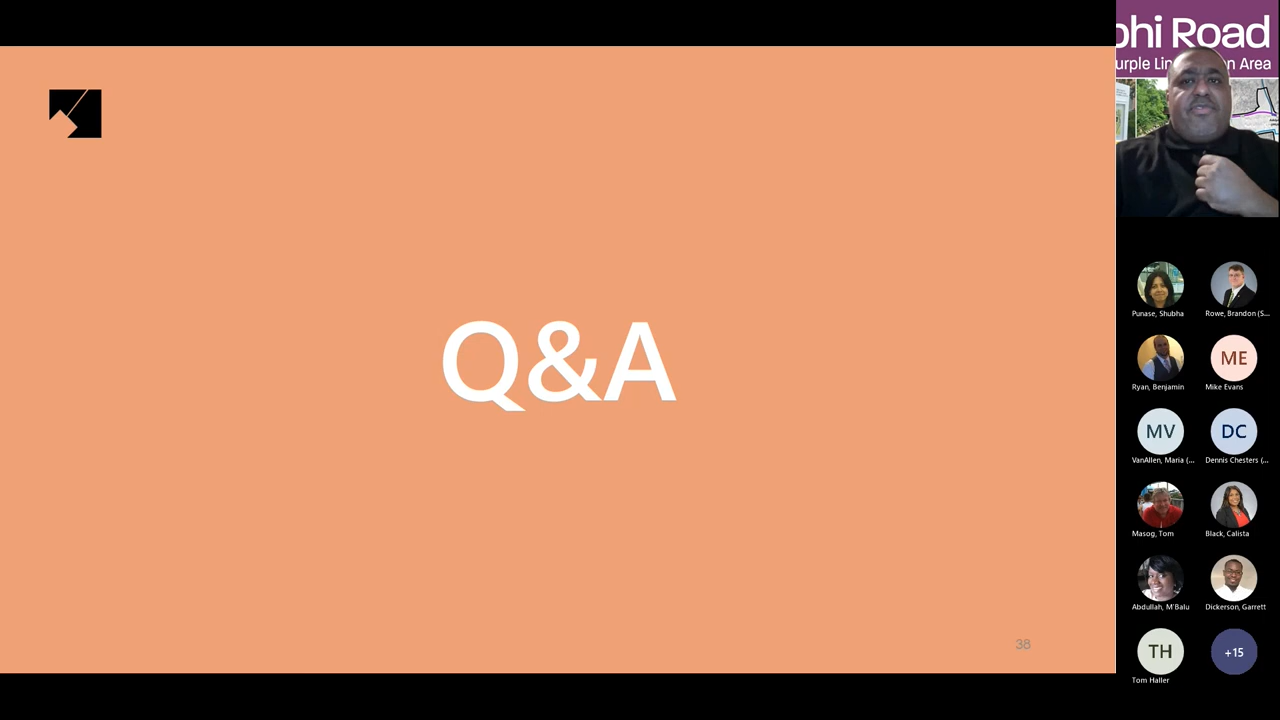 phi Road
urple Lin on Area
Q&A
38
Punase, Shubha
Rowe, Brandon (S...
Ryan, Benjamin
ME
Mike Evans
MV
VanAllen, Maria (...
DC
Dennis Chesters (...
Masog, Tom
Black, Calista
Abdullah, M'Balu
Dickerson, Garrett
TH
Tom Haller
+15